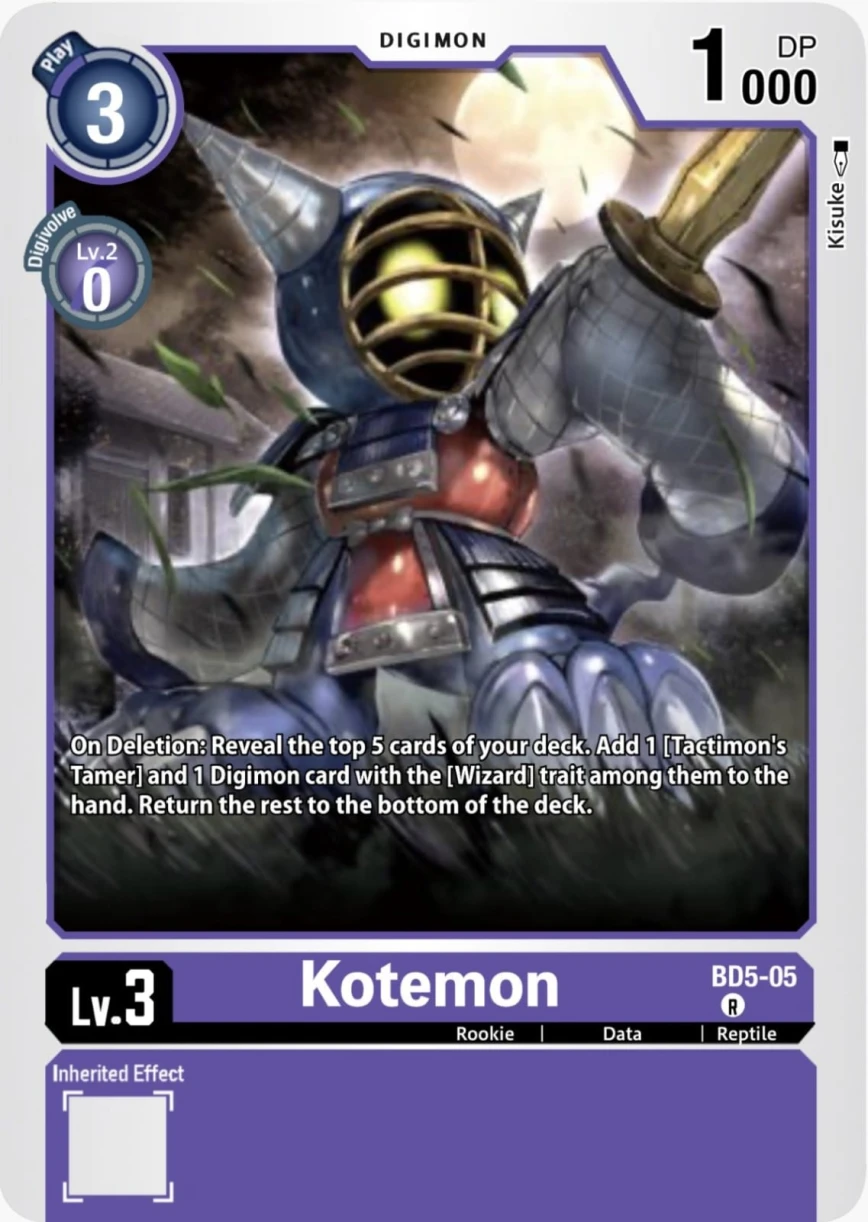 DIGIMON
Play
3
DP
1000
Kisuke
Digivolve
Lv.2
0
On Deletion: Reveal the top 5 cards of your deck. Add 1 [Tactimon's
Tamer] and 1 Digimon card with the [Wizard] trait among them to the
hand. Return the rest to the bottom of the deck.
Lv.3
Kotemon
BD5-05
R
Rookie | Data | Reptile
Inherited Effect